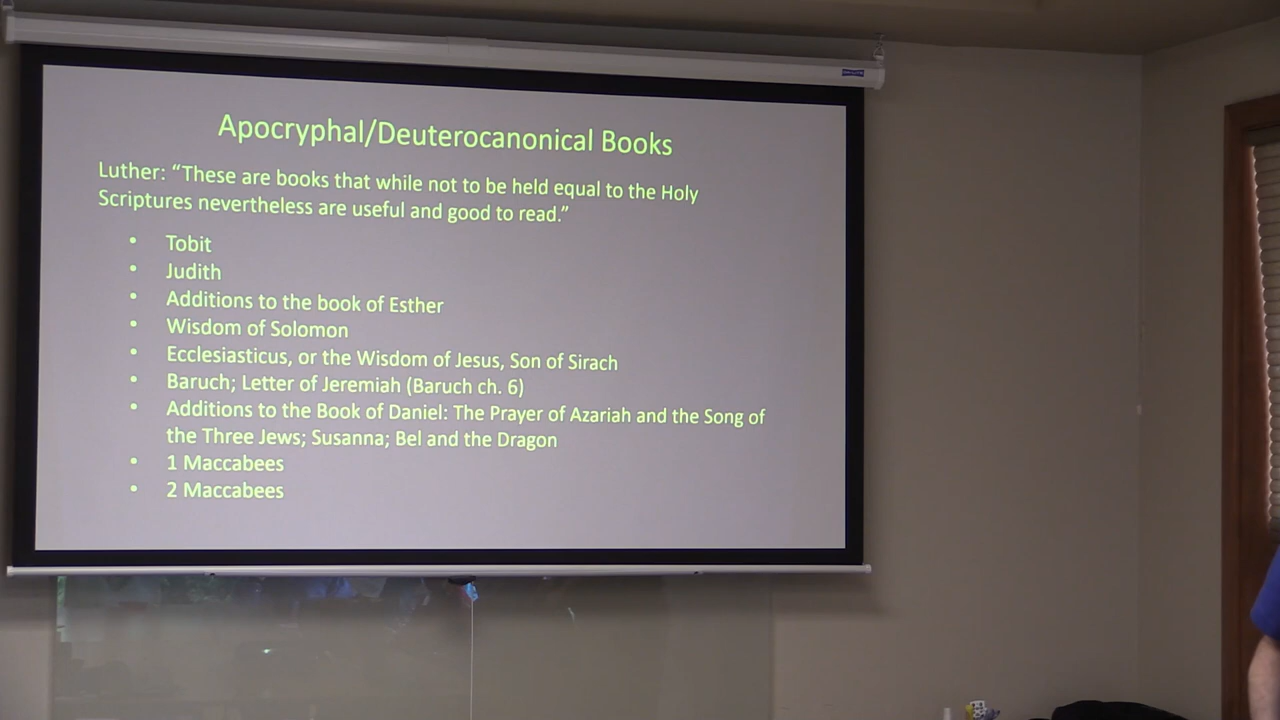 Apocryphal/Deuterocanonical Books
Luther: “These are books that while not to be held equal to the Holy
Scriptures nevertheless are useful and good to read.”
• Tobit
• Judith
• Additions to the book of Esther
• Wisdom of Solomon
• Ecclesiasticus, or the Wisdom of Jesus, Son of Sirach
• Baruch; Letter of Jeremiah (Baruch ch. 6)
• Additions to the Book of Daniel: The Prayer of Azariah and the Song of
the Three Jews; Susanna; Bel and the Dragon
• 1 Maccabees
• 2 Maccabees